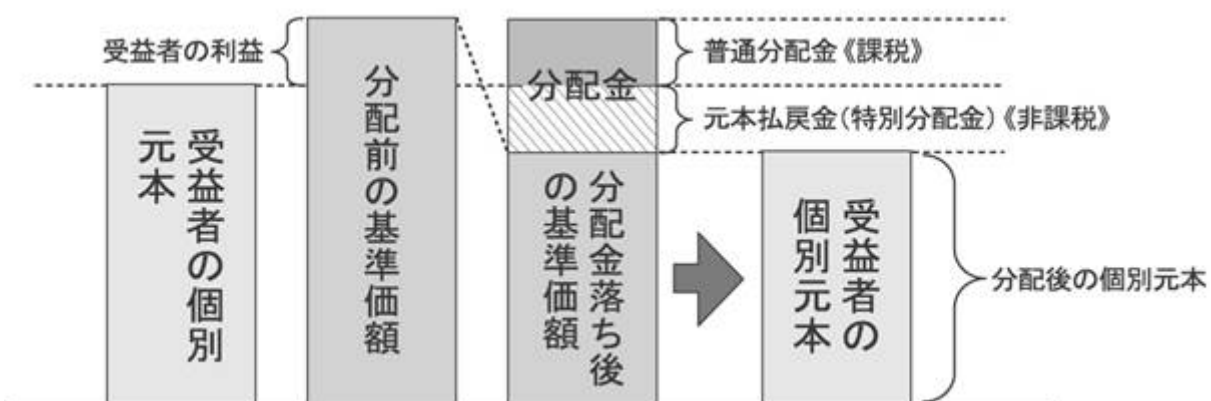 受益者の利益
受益者の個別
元本
分配前の基準価額
分配金
分配金落ち後
の基準価額
普通分配金《課税》
元本払戻金(特別分配金)《非課税》
受益者の
個別元本
分配後の個別元本